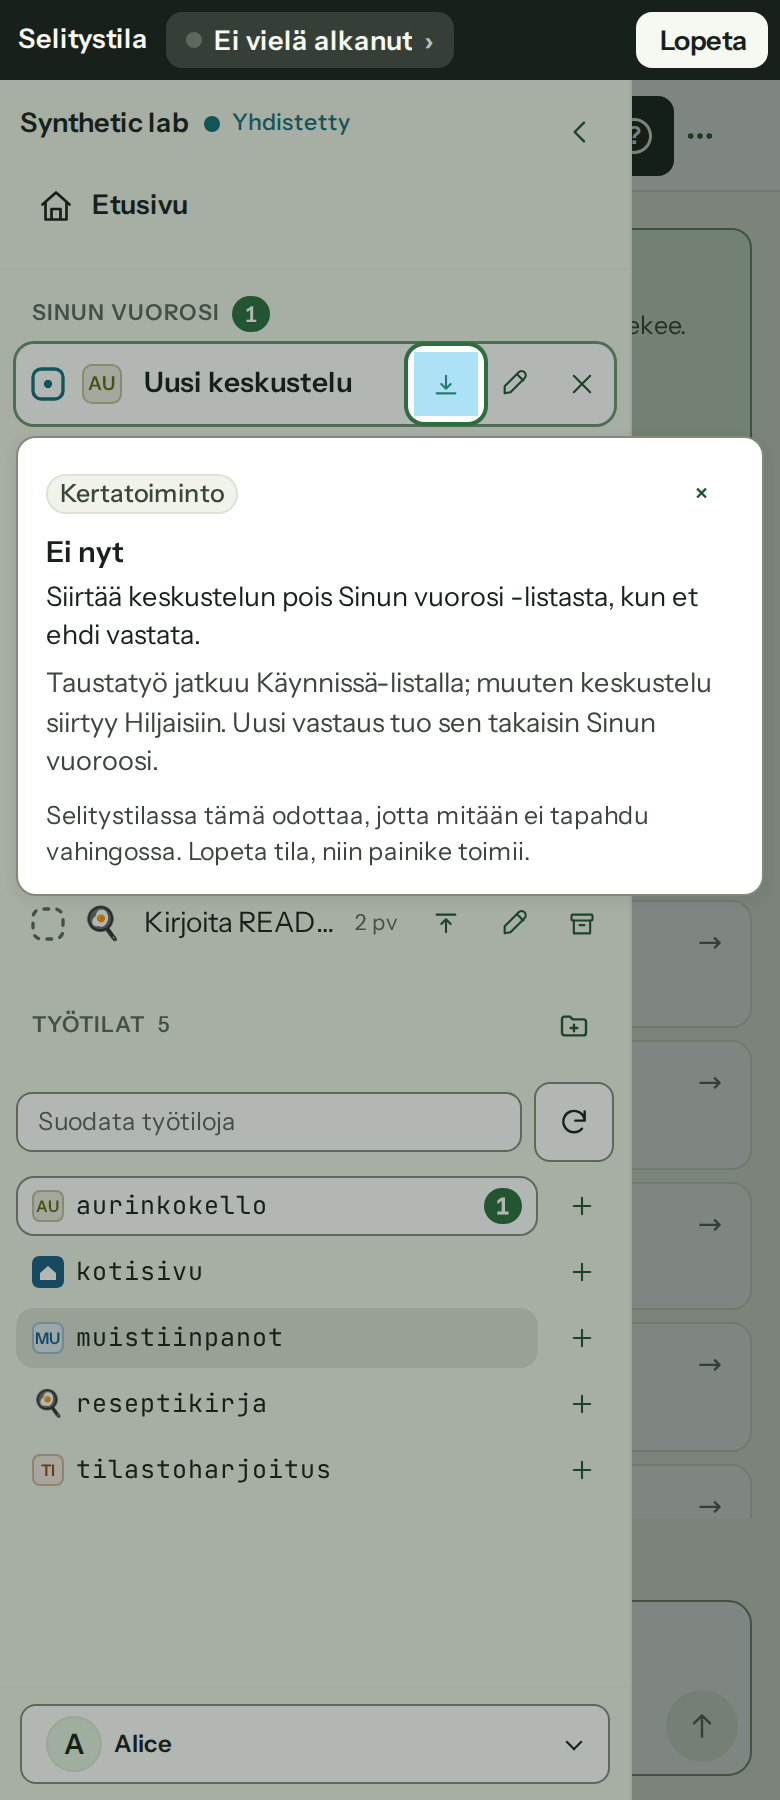 Selitystila
Ei vielä alkanut ›
Lopeta
Synthetic lab
Yhdistetty
?
Etusivu
SINUN VUOROSI 1
AU Uusi keskustelu
ekee.
Kertatoiminto
×
Ei nyt
Siirtää keskustelun pois Sinun vuorosi -listasta, kun et
ehdi vastata.
Taustatyö jatkuu Käynnissä-listalla; muuten keskustelu
siirtyy Hiljaisiin. Uusi vastaus tuo sen takaisin Sinun
vuoroosi.
Selitystilassa tämä odottaa, jotta mitään ei tapahdu
vahingossa. Lopeta tila, niin painike toimii.
Kirjoita READ… 2 pv
TYÖTILAT 5
Suodata työtiloja
AU aurinkokello 1
kotisivu
MU muistiinpanot
reseptikirja
TI tilastoharjoitus
A Alice